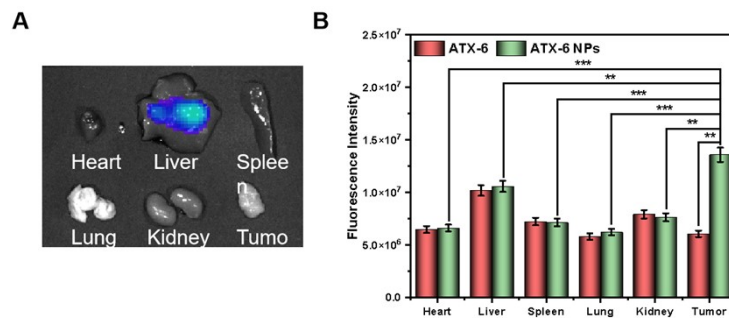 A
Heart
Liver
Splee
n
Lung
Kidney
Tumo
B
Fluorescence Intensity
2.5×10⁷
2.0×10⁷
1.5×10⁷
1.0×10⁷
5.0×10⁶
0.0
ATX-6
ATX-6 NPs
***
**
***
***
**
**
Heart
Liver
Spleen
Lung
Kidney
Tumor